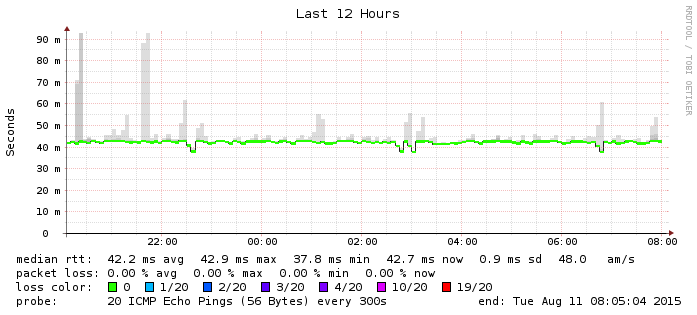 Last 12 Hours
RRDTOOL / TOBI OETIKER
Seconds
90 m
80 m
70 m
60 m
50 m
40 m
30 m
20 m
10 m
0
22:00 00:00 02:00 04:00 06:00 08:00
median rtt: 42.2 ms avg 42.9 ms max 37.8 ms min 42.7 ms now 0.9 ms sd 48.0 am/s
packet loss: 0.00 % avg 0.00 % max 0.00 % min 0.00 % now
loss color: 0 1/20 2/20 3/20 4/20 10/20 19/20
probe: 20 ICMP Echo Pings (56 Bytes) every 300s end: Tue Aug 11 08:05:04 2015